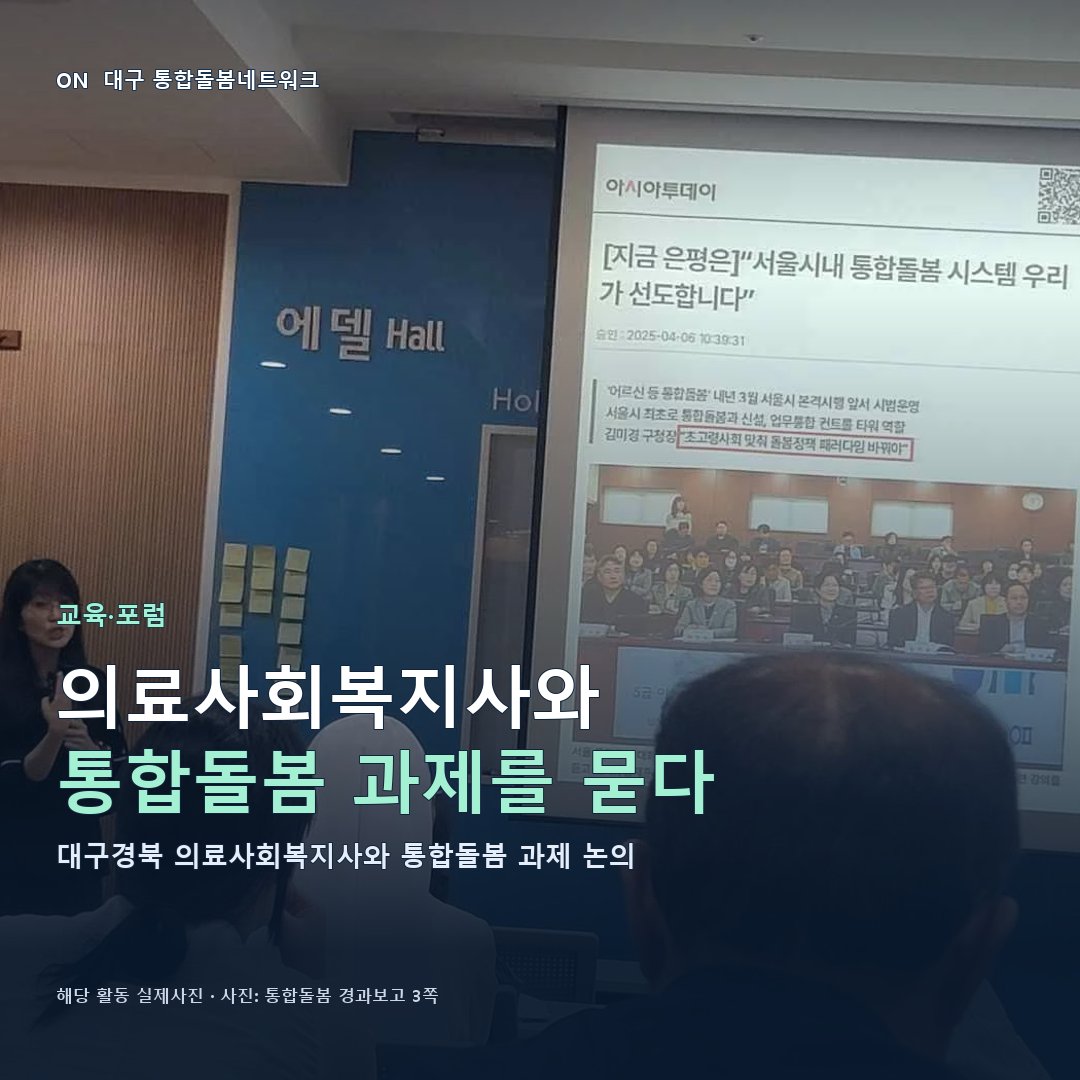 ON 대구 통합돌봄네트워크
아시아투데이
[지금 은평은]“서울시내 통합돌봄 시스템 우리
가 선도합니다”
승인 : 2025-04-06 10:39:31
‘어르신 등 통합돌봄’ 내년 3월 서울시 본격시행 앞서 시범운영
서울시 최초로 통합돌봄과 신설, 업무통합 컨트롤 타워 역할
김미경 구청장 “초고령사회 맞춰 돌봄정책 패러다임 바꿔야”
에델 Hall
교육·포럼
의료사회복지사와
통합돌봄 과제를 묻다
대구경북 의료사회복지사와 통합돌봄 과제 논의
해당 활동 실제사진 · 사진: 통합돌봄 경과보고 3쪽